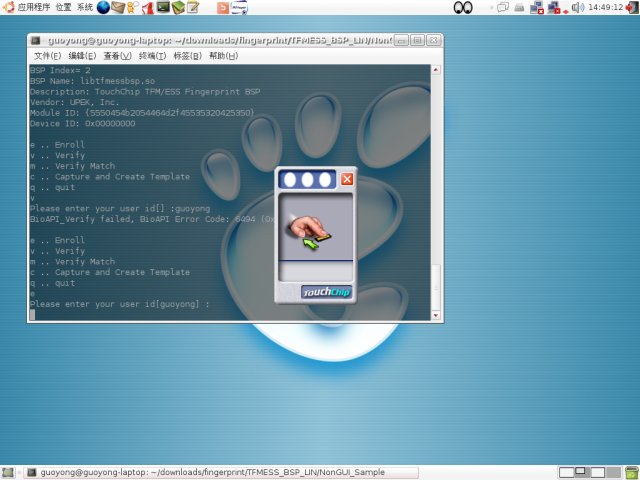 应用程序 位置 系统
14:49:12
guoyong@guoyong-laptop: ~/downloads/fingerprint/TFMESS_BSP_LIN/NonG
文件(F) 编辑(E) 查看(V) 终端(T) 标签(B) 帮助(H)
BSP Index= 2
BSP Name: libtfmessbsp.so
Description: TouchChip TFM/ESS Fingerprint BSP
Vendor: UPEK, Inc.
Module ID: {5550454b2054464d2f45535320425350}
Device ID: 0x00000000
e .. Enroll
v .. Verify
m .. Verify Match
c .. Capture and Create Template
q .. quit
v
Please enter your user id[] :guoyong
BioAPI_Verify failed, BioAPI Error Code: 6494 (0x
e .. Enroll
v .. Verify
m .. Verify Match
c .. Capture and Create Template
q .. quit
e
Please enter your user id[guoyong] :
TouchChip
guoyong@guoyong-laptop: ~/downloads/fingerprint/TFMESS_BSP_LIN/NonGUI_Sample